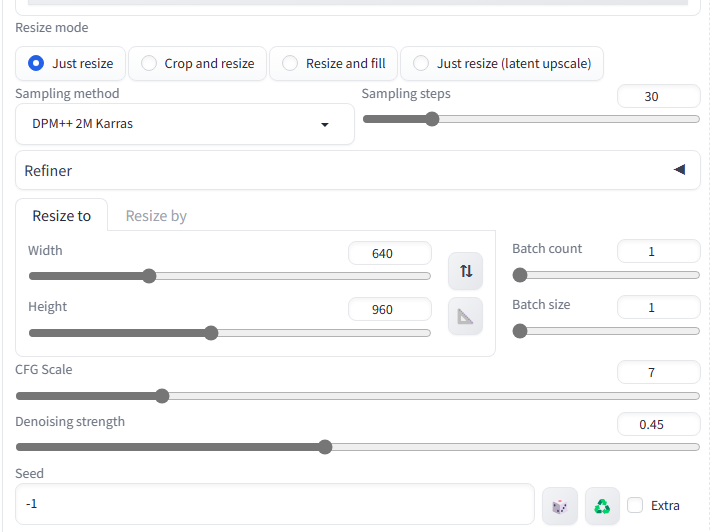 Resize mode
Just resize
Crop and resize
Resize and fill
Just resize (latent upscale)
Sampling method
Sampling steps
30
DPM++ 2M Karras
Refiner
Resize to
Resize by
Width
640
Height
960
Batch count
1
Batch size
1
CFG Scale
7
Denoising strength
0.45
Seed
-1
Extra